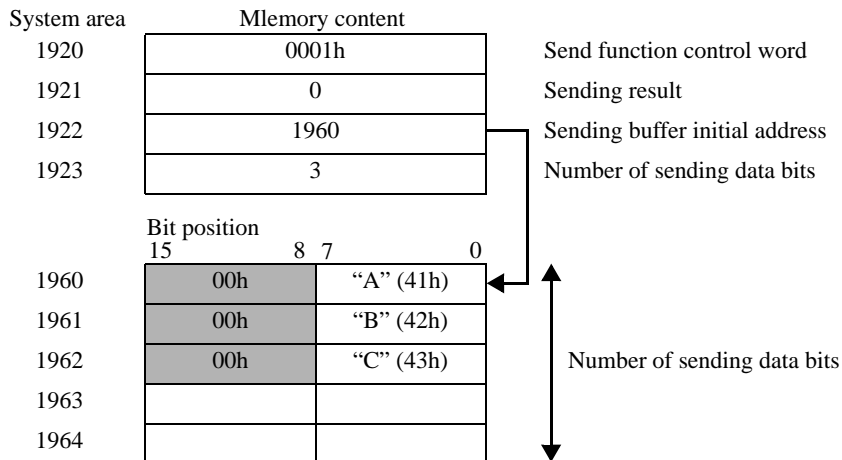 System area Mlemory content
1920 0001h Send function control word
1921 0 Sending result
1922 1960 Sending buffer initial address
1923 3 Number of sending data bits
Bit position
15 8 7 0
1960 00h “A” (41h)
1961 00h “B” (42h)
1962 00h “C” (43h) Number of sending data bits
1963
1964